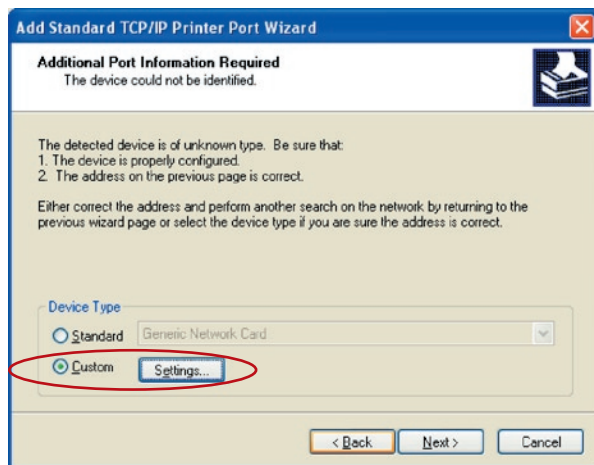 Add Standard TCP/IP Printer Port Wizard
Additional Port Information Required
The device could not be identified.
The detected device is of unknown type. Be sure that:
1. The device is properly configured.
2. The address on the previous page is correct.
Either correct the address and perform another search on the network by returning to the
previous wizard page or select the device type if you are sure the address is correct.
Device Type
Standard Generic Network Card
Custom Settings...
< Back Next > Cancel